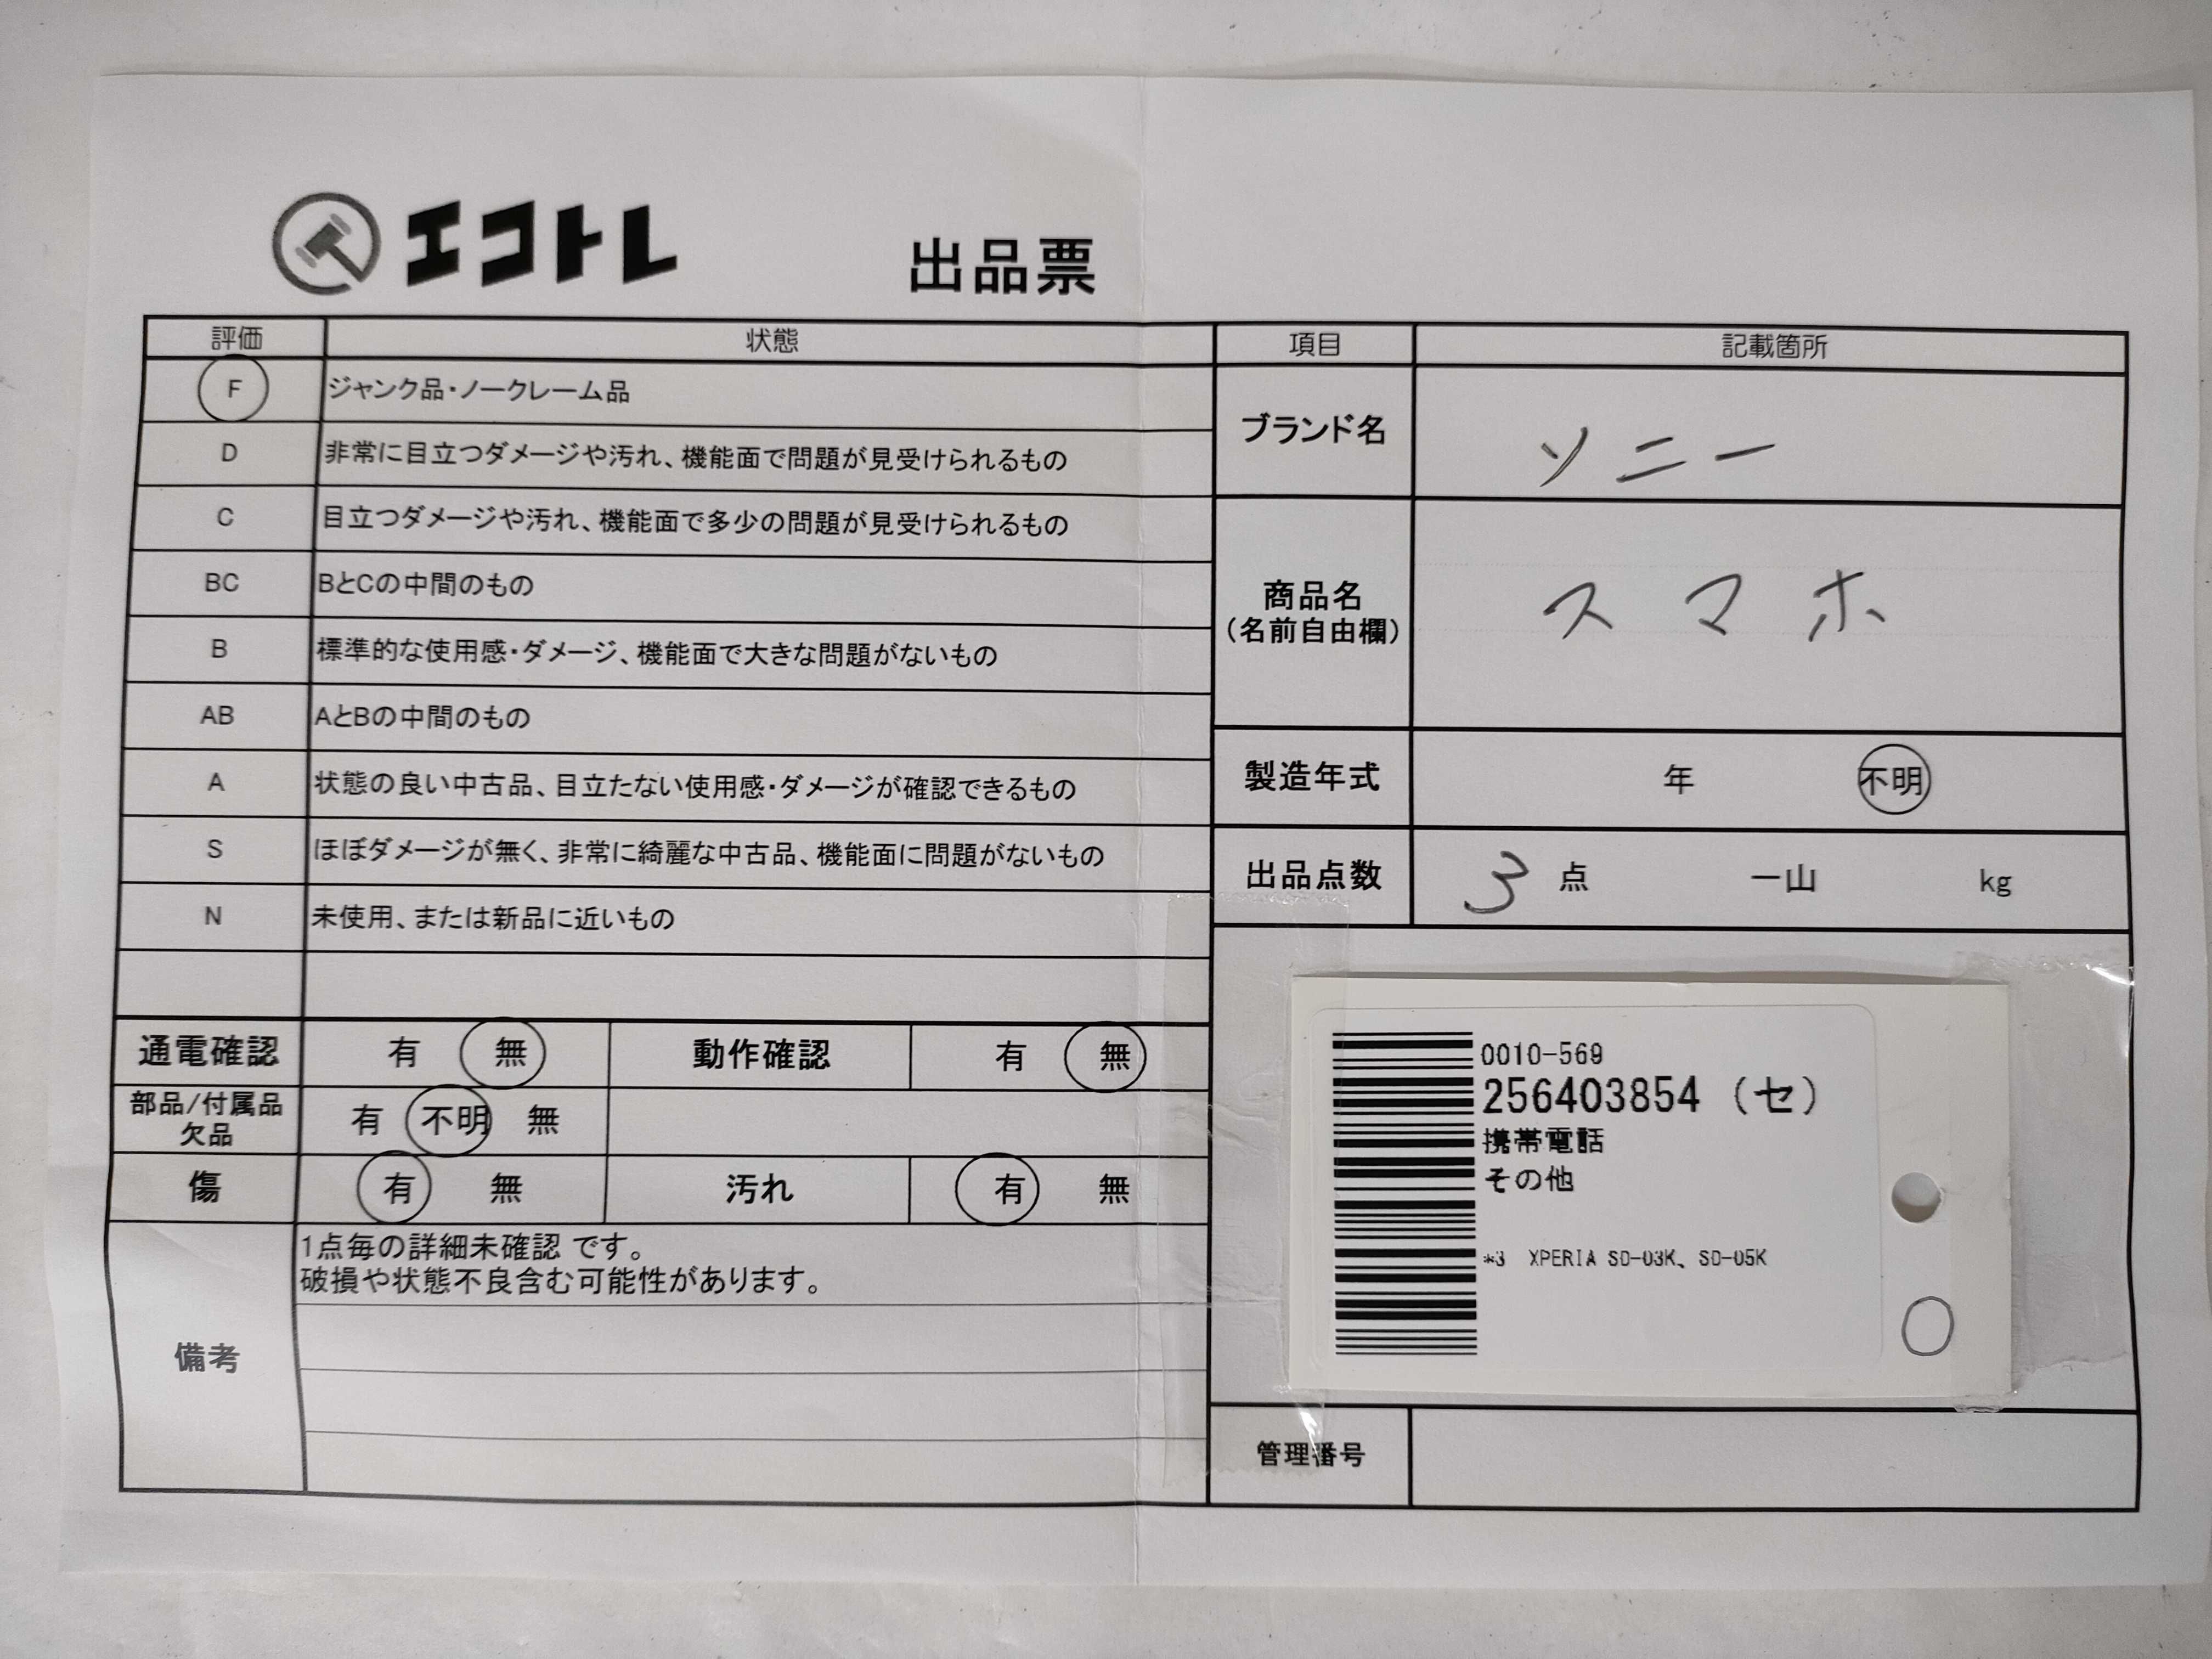 エコトレ
出品票
評価 状態
F ジャンク品・ノークレーム品
D 非常に目立つダメージや汚れ、機能面で問題が見受けられるもの
C 目立つダメージや汚れ、機能面で多少の問題が見受けられるもの
BC BとCの中間のもの
B 標準的な使用感・ダメージ、機能面で大きな問題がないもの
AB AとBの中間のもの
A 状態の良い中古品、目立たない使用感・ダメージが確認できるもの
S ほぼダメージが無く、非常に綺麗な中古品、機能面に問題がないもの
N 未使用、または新品に近いもの
通電確認 有 無 動作確認 有 無
部品/付属品
欠品 有 不明 無
傷 有 無 汚れ 有 無
備考
1点毎の詳細未確認 です。
破損や状態不良含む可能性があります。
項目 記載箇所
ブランド名 ソニー
商品名
(名前自由欄) スマホ
製造年式 年 不明
出品点数 3 点 一山 kg
0010-569
256403854 (セ)
携帯電話
その他
*3 XPERIA SO-03K、SO-05K
管理番号